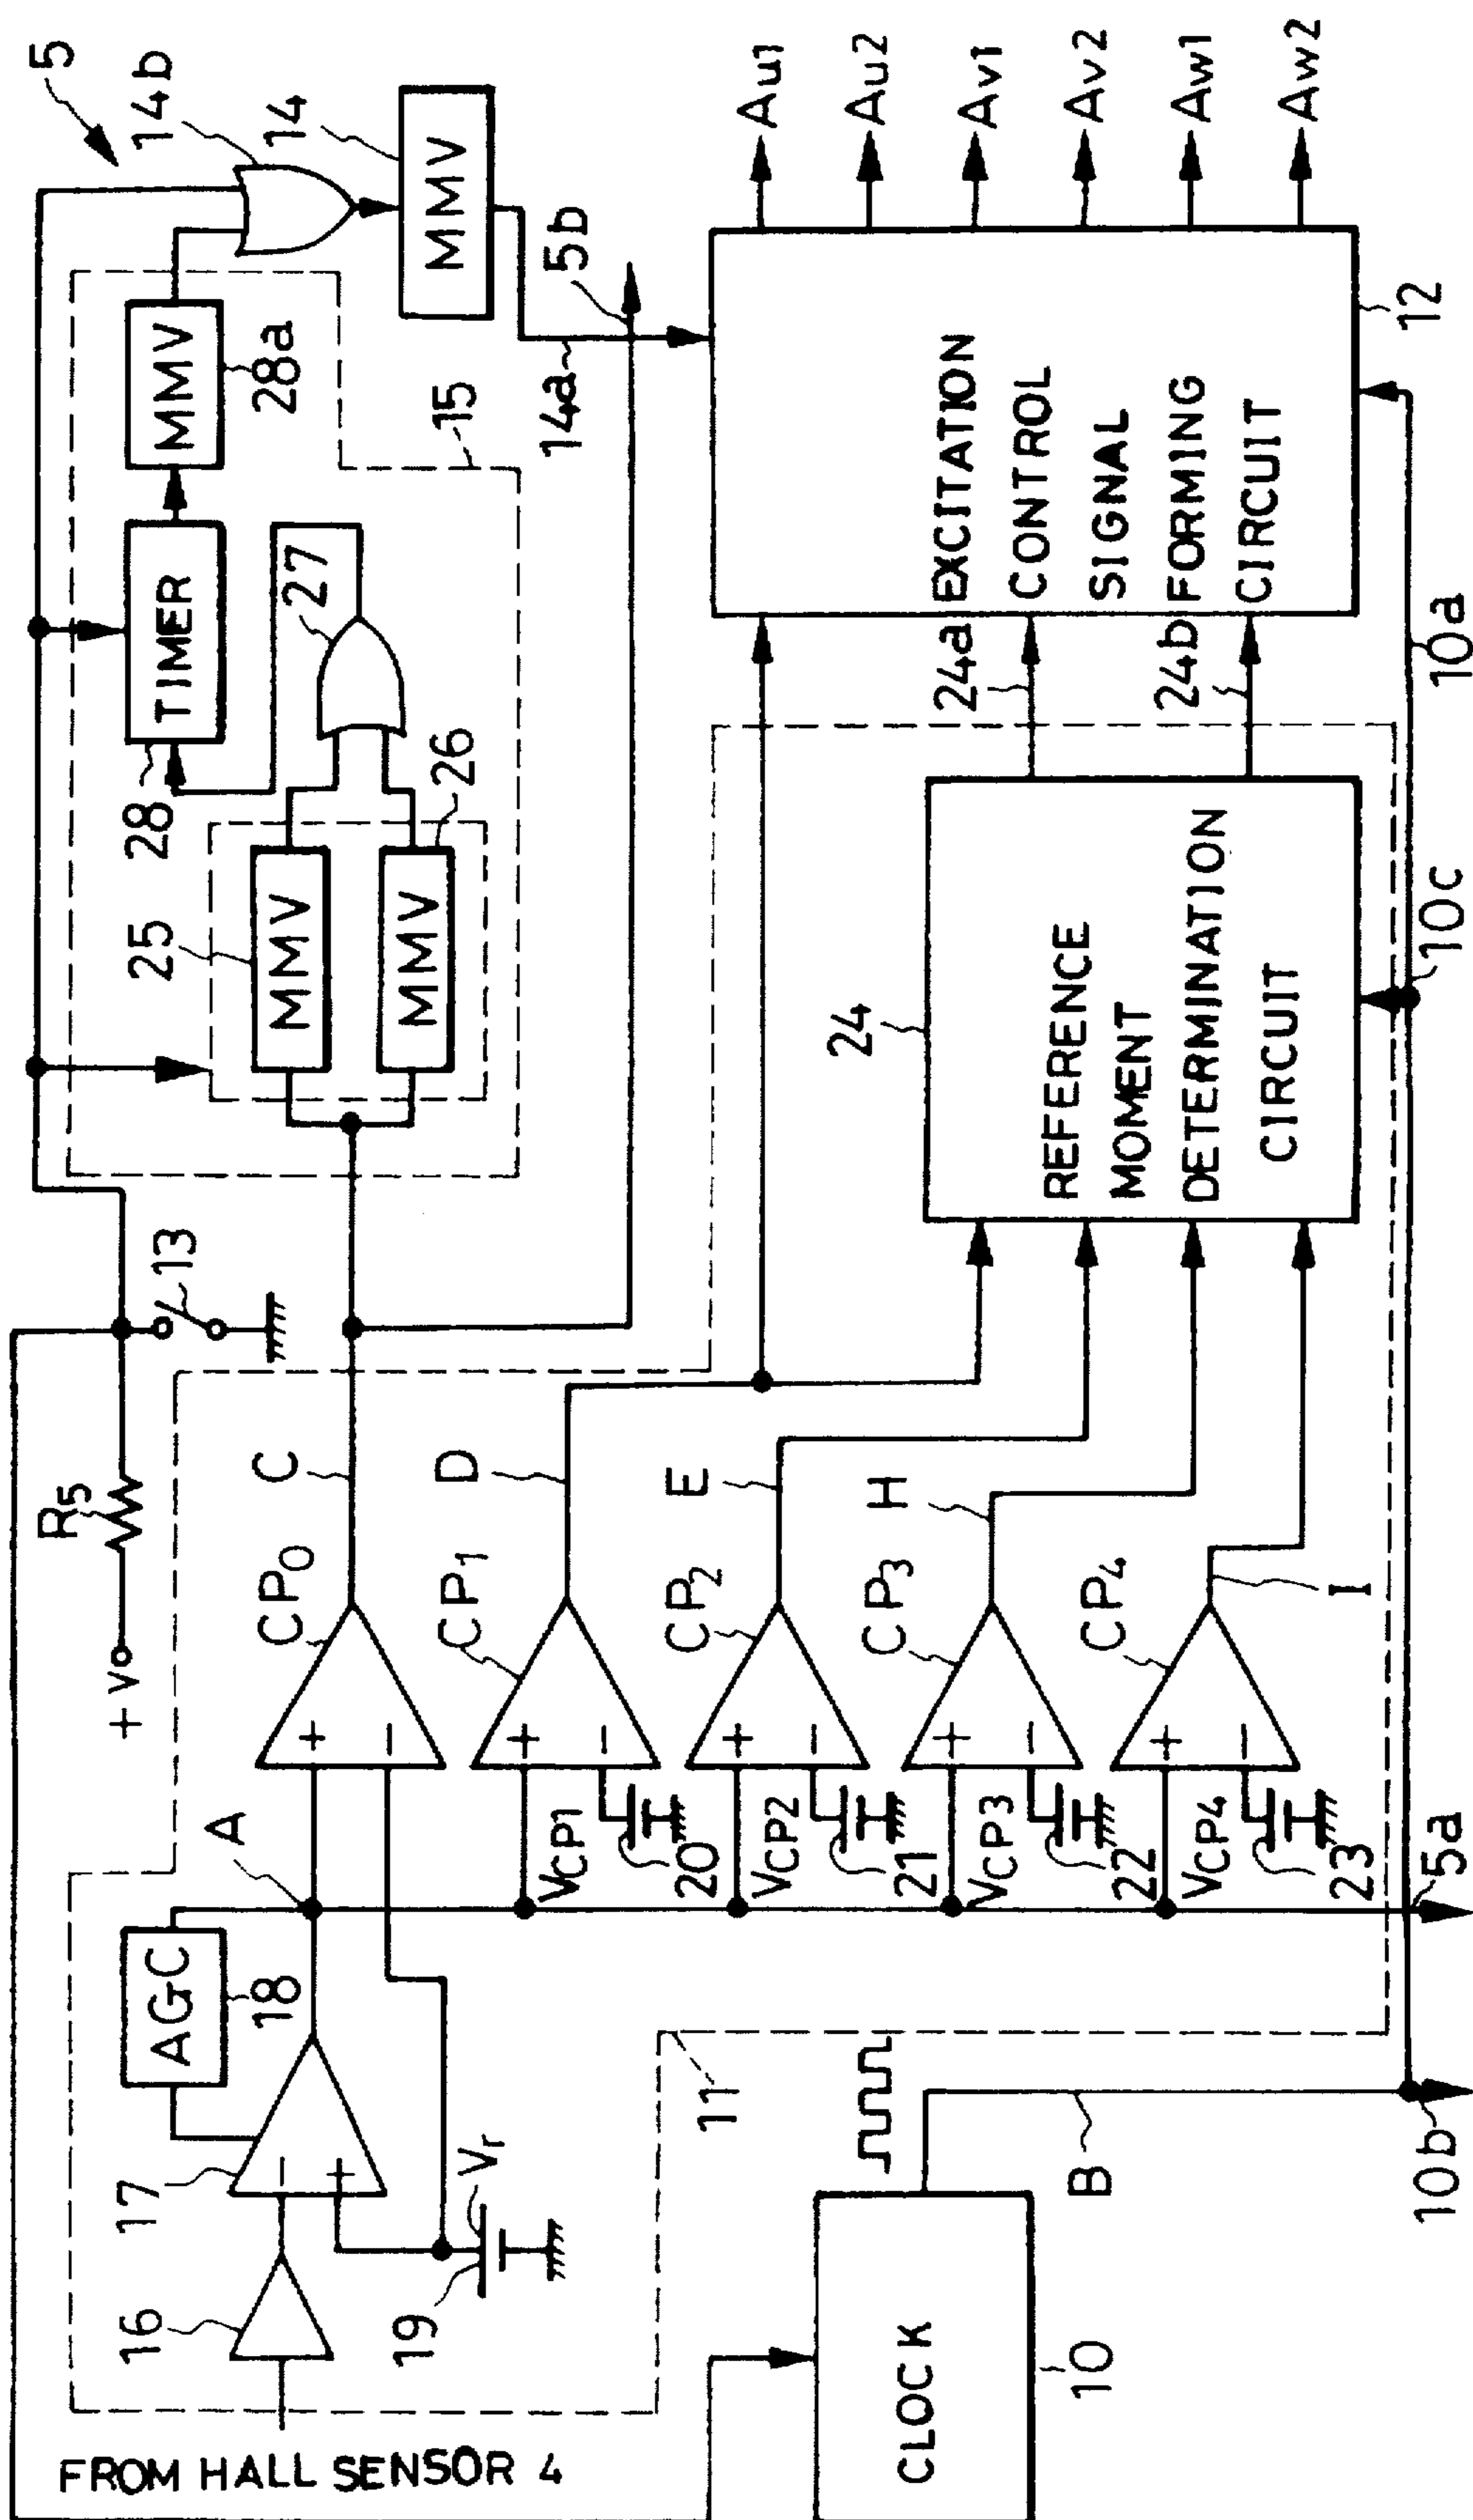 5
14b
14
MMV
MMV
28a
TIMER
28
27
25
MMV
MMV
26
15
14a
5b
Au1
Au2
Av1
Av2
Aw1
Aw2
EXCITATION
CONTROL
SIGNAL
FORMING
CIRCUIT
12
24a
24b
10a
24
REFERENCE
MOMENT
DETERMINATION
CIRCUIT
10c
13
R5
+V
C
D
E
H
I
CP0
CP1
CP2
CP3
CP4
+
−
+
−
+
−
+
−
+
−
A
VCP1
20
VCP2
21
VCP3
22
VCP4
23
5a
AGC
18
17
−
+
16
19
Vr
11
B
10b
CLOCK
10
FROM HALL SENSOR 4